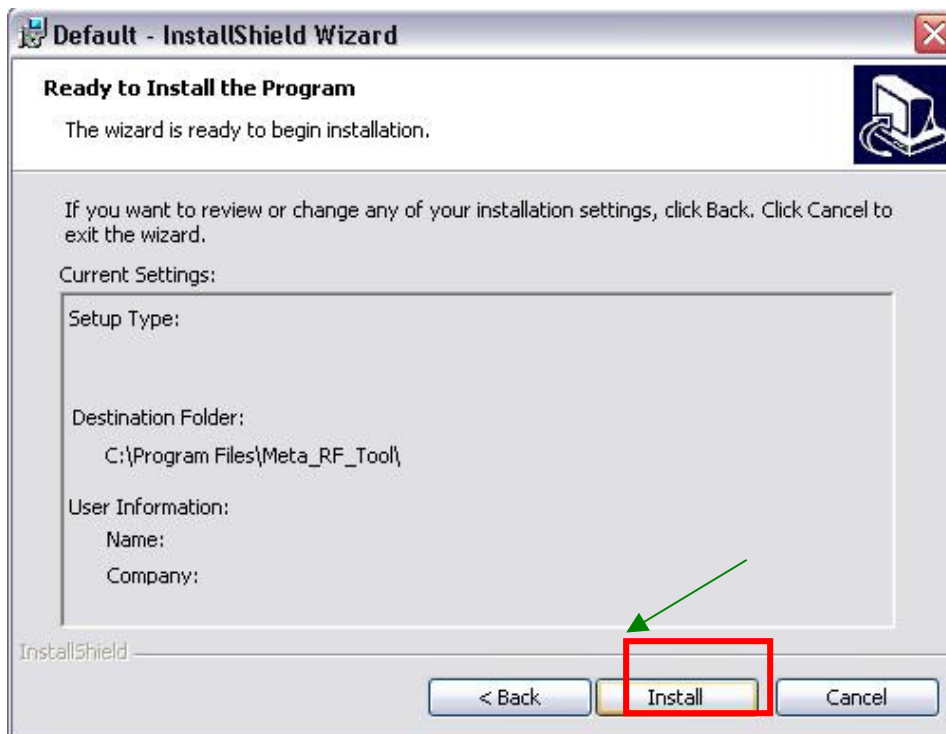 Default - InstallShield Wizard
Ready to Install the Program
The wizard is ready to begin installation.
If you want to review or change any of your installation settings, click Back. Click Cancel to
exit the wizard.
Current Settings:
Setup Type:
Destination Folder:
C:\Program Files\Meta_RF_Tool\
User Information:
Name:
Company:
InstallShield
< Back
Install
Cancel